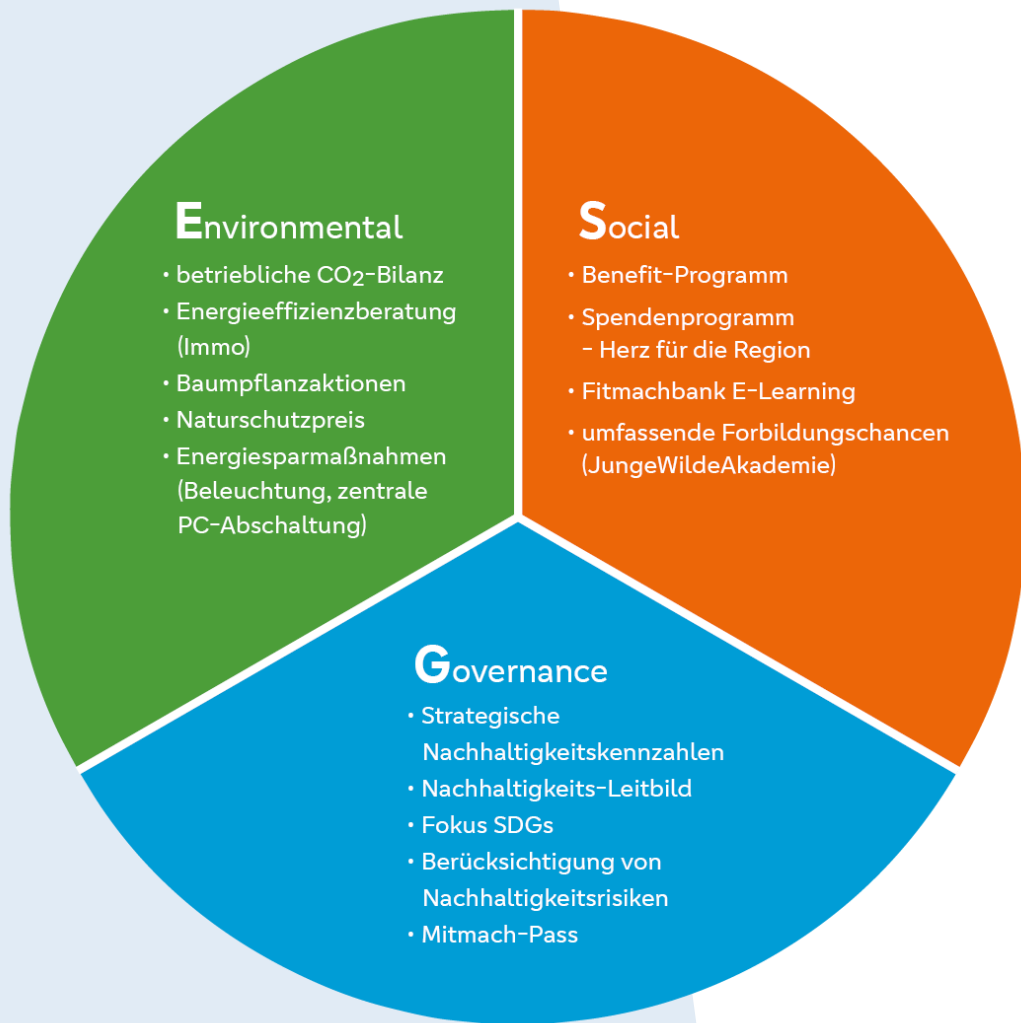 Environmental
· betriebliche CO2-Bilanz
· Energieeffizienzberatung
(Immo)
· Baumpflanzaktionen
· Naturschutzpreis
· Energiesparmaßnahmen
(Beleuchtung, zentrale
PC-Abschaltung)
Social
· Benefit-Programm
· Spendenprogramm
- Herz für die Region
· Fitmachbank E-Learning
· umfassende Forbildungschancen
(JungeWildeAkademie)
Governance
· Strategische
Nachhaltigkeitskennzahlen
· Nachhaltigkeits-Leitbild
· Fokus SDGs
· Berücksichtigung von
Nachhaltigkeitsrisiken
· Mitmach-Pass